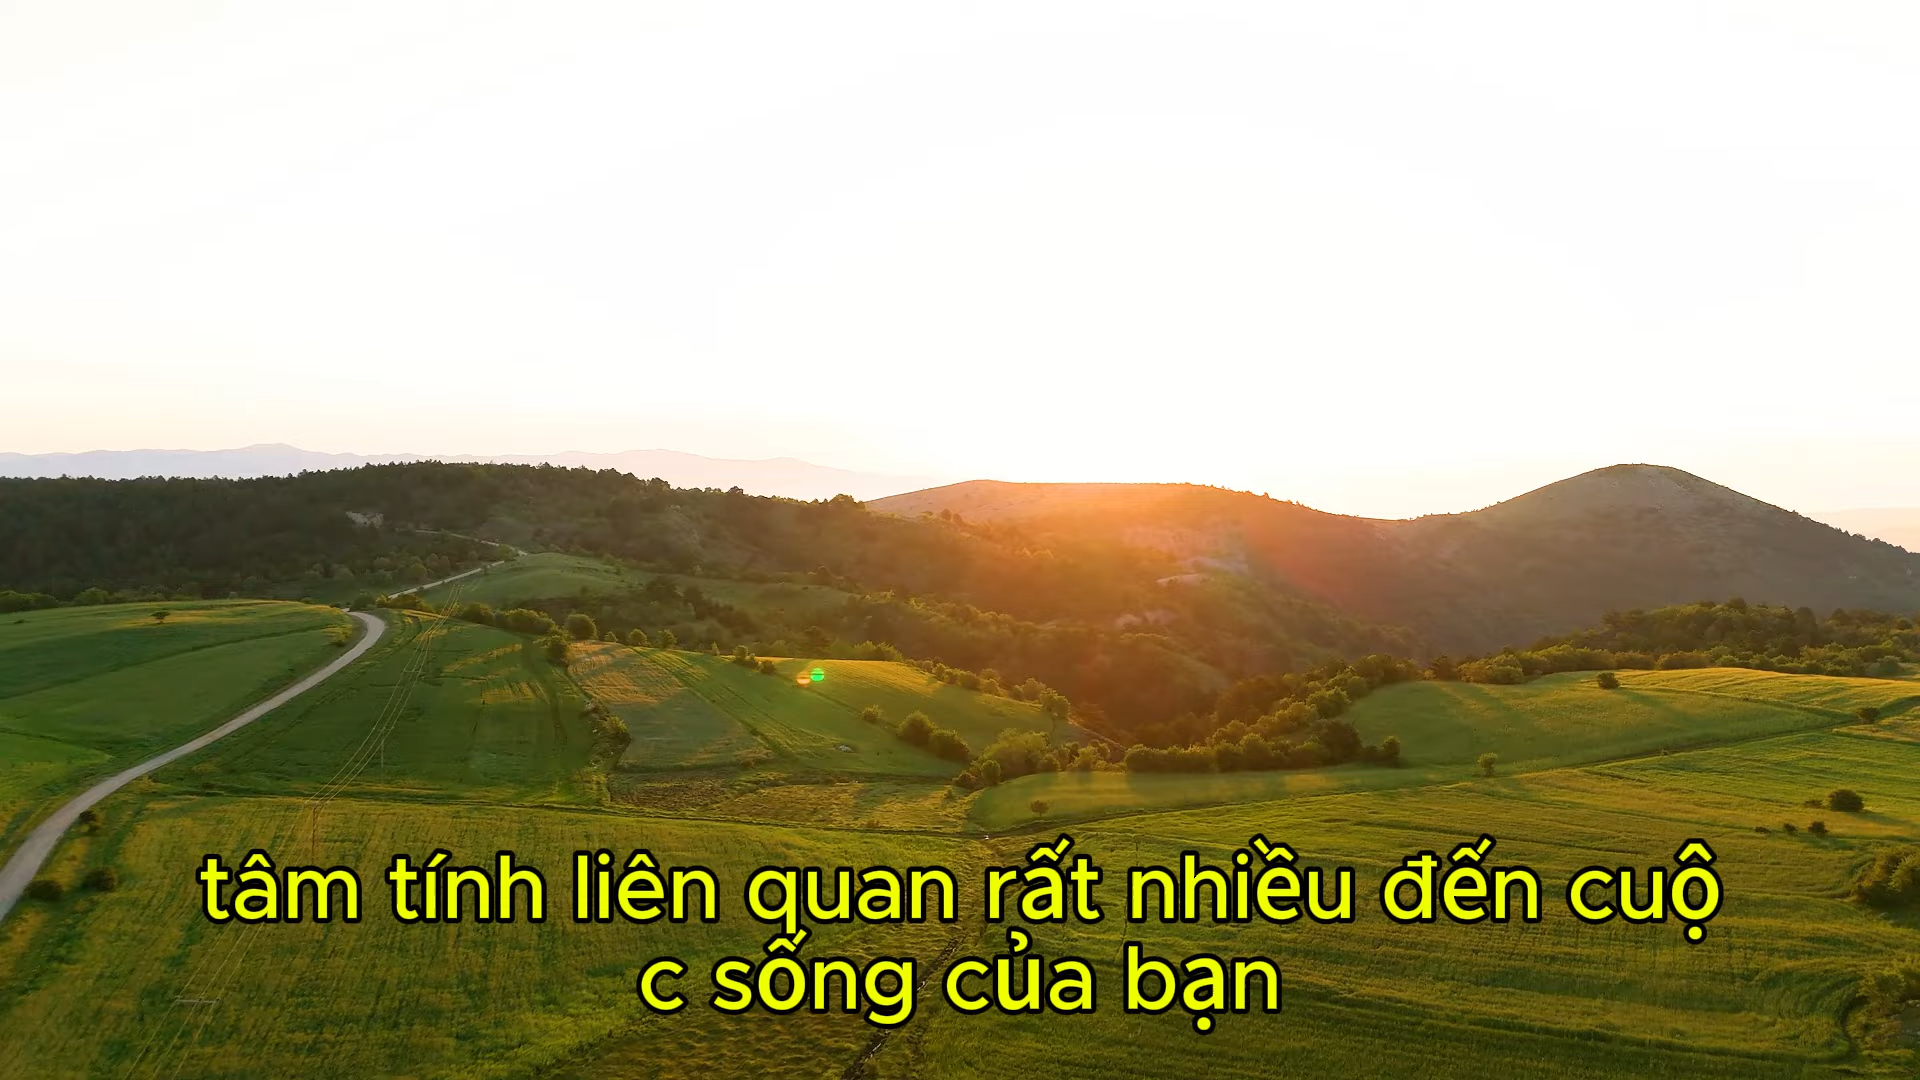 tâm tính liên quan rất nhiều đến cuộ
c sống của bạn